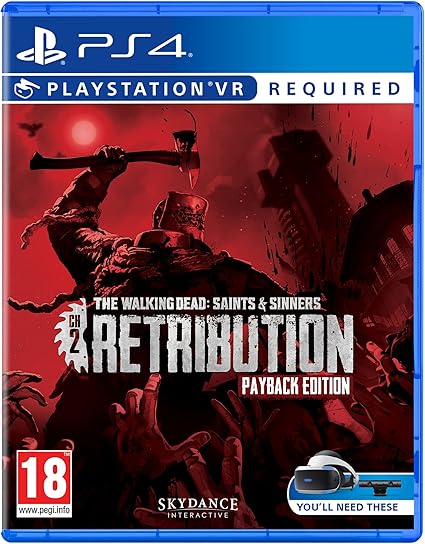 PS4
PLAYSTATION®VR REQUIRED
THE WALKING DEAD: SAINTS & SINNERS
CH 2
RETRIBUTION
PAYBACK EDITION
18
www.pegi.info
SKYDANCE
INTERACTIVE
YOU'LL NEED THESE